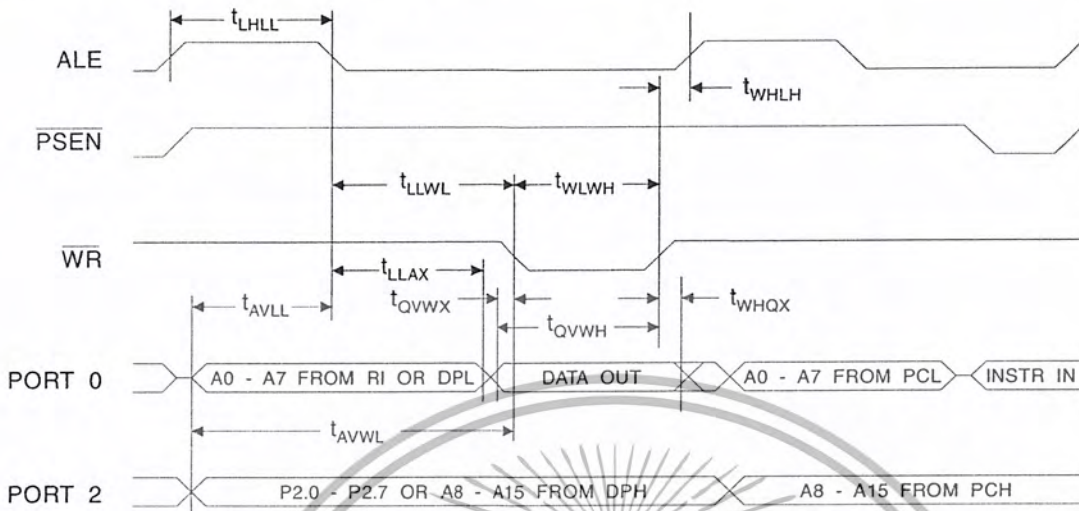 tLHLL
ALE
tWHLH
PSEN
tLLWL
tWLWH
WR
tLLAX
tAVLL
tQVWX
tWHQX
tQVWH
PORT 0
A0 - A7 FROM RI OR DPL
DATA OUT
A0 - A7 FROM PCL
INSTR IN
tAVWL
PORT 2
P2.0 - P2.7 OR A8 - A15 FROM DPH
A8 - A15 FROM PCH